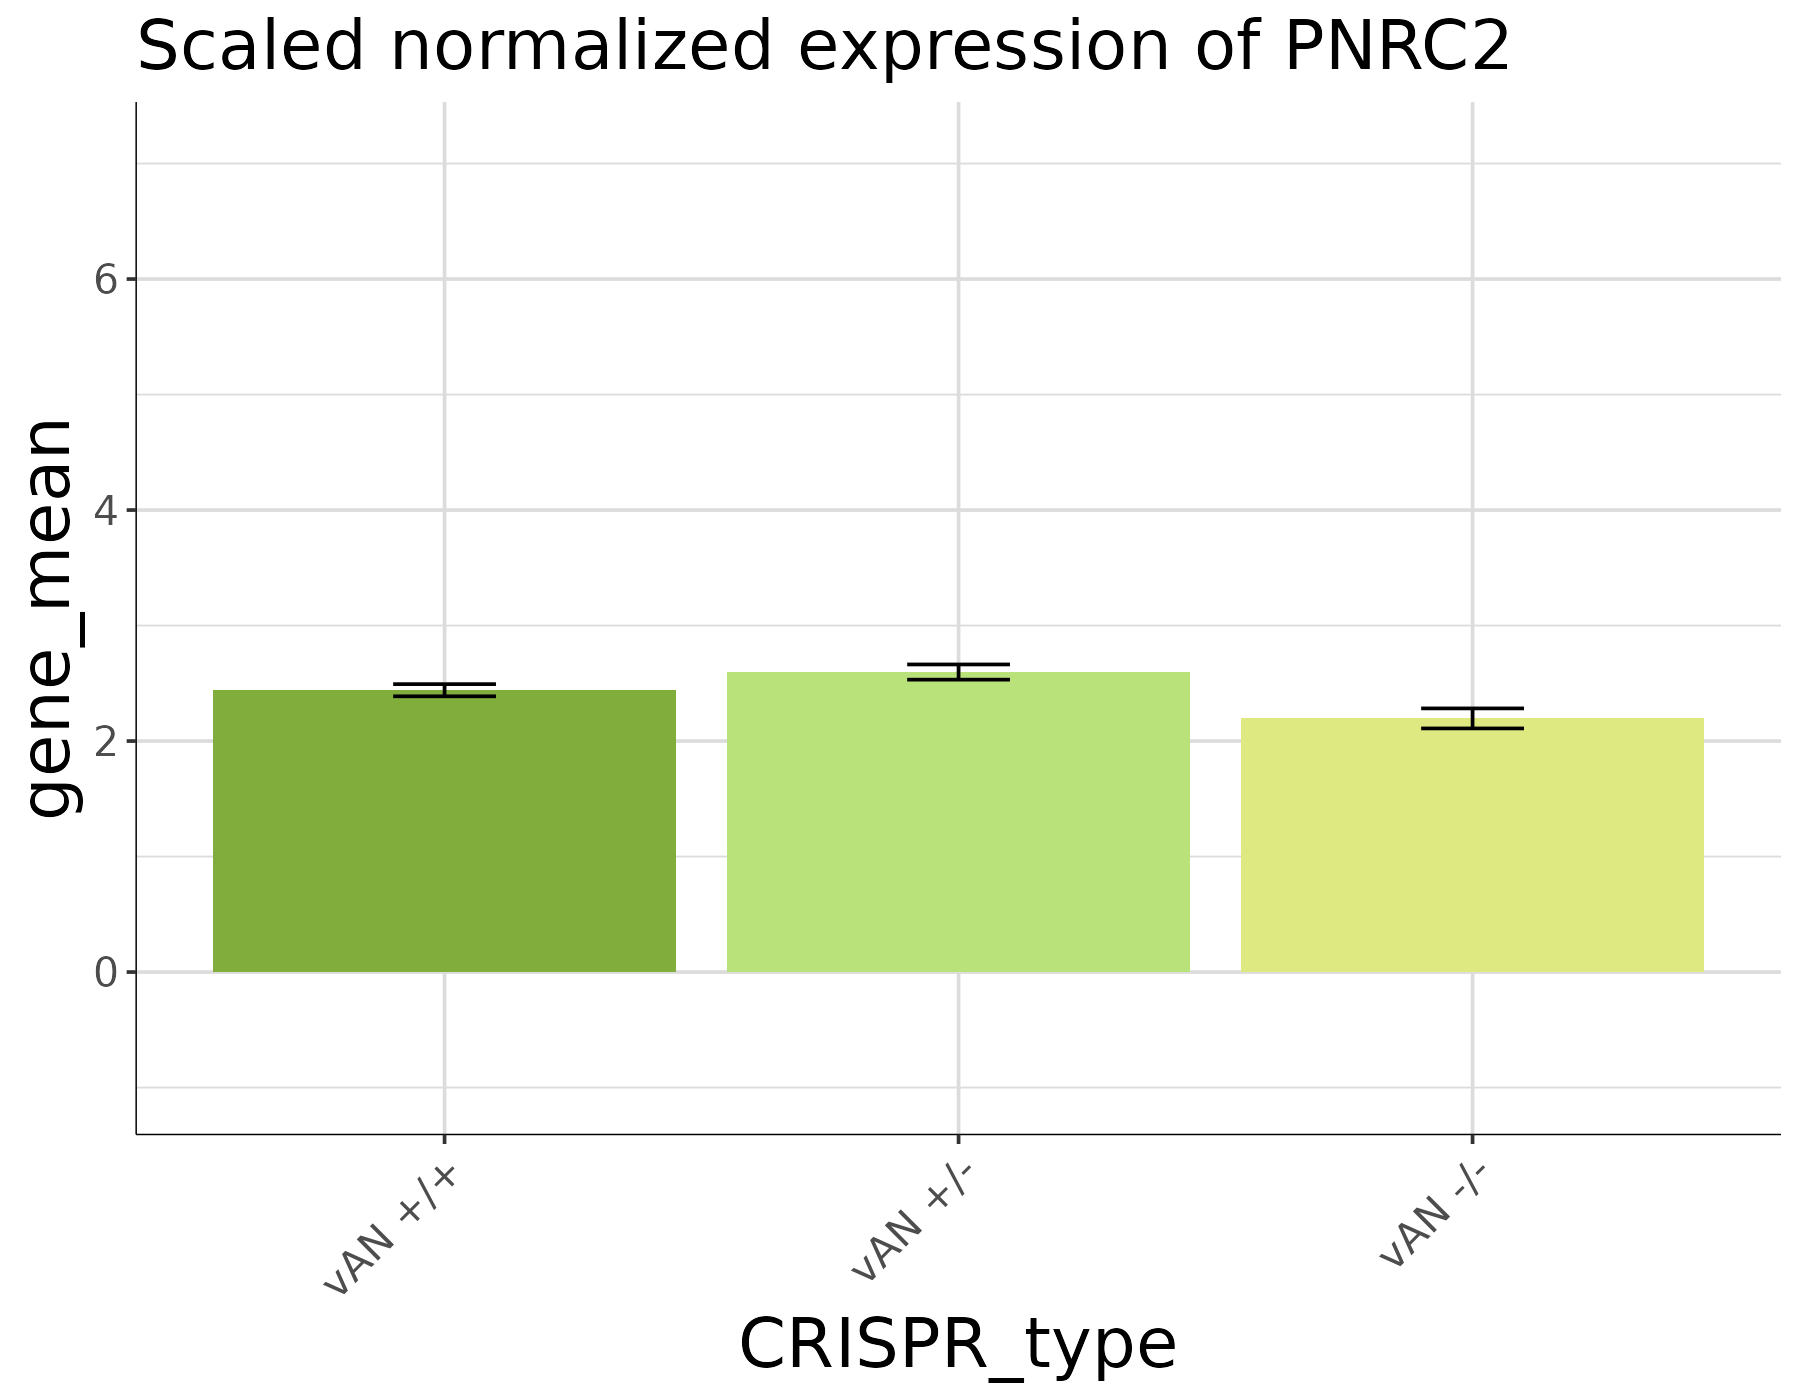 Scaled normalized expression of PNRC2
gene_mean
6
4
2
0
vAN +/+
vAN +/-
vAN -/-
CRISPR_type